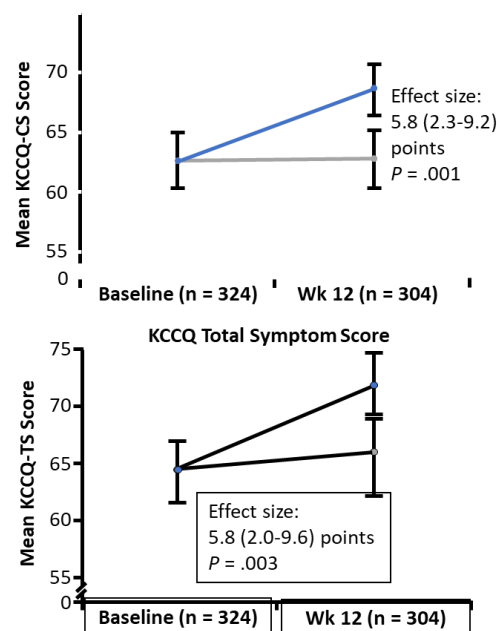 Mean KCCQ-CS Score
70
65
60
55
0
Effect size:
5.8 (2.3-9.2)
points
P = .001
Baseline (n = 324)
Wk 12 (n = 304)
KCCQ Total Symptom Score
Mean KCCQ-TS Score
75
70
65
60
55
0
Effect size:
5.8 (2.0-9.6) points
P = .003
Baseline (n = 324)
Wk 12 (n = 304)